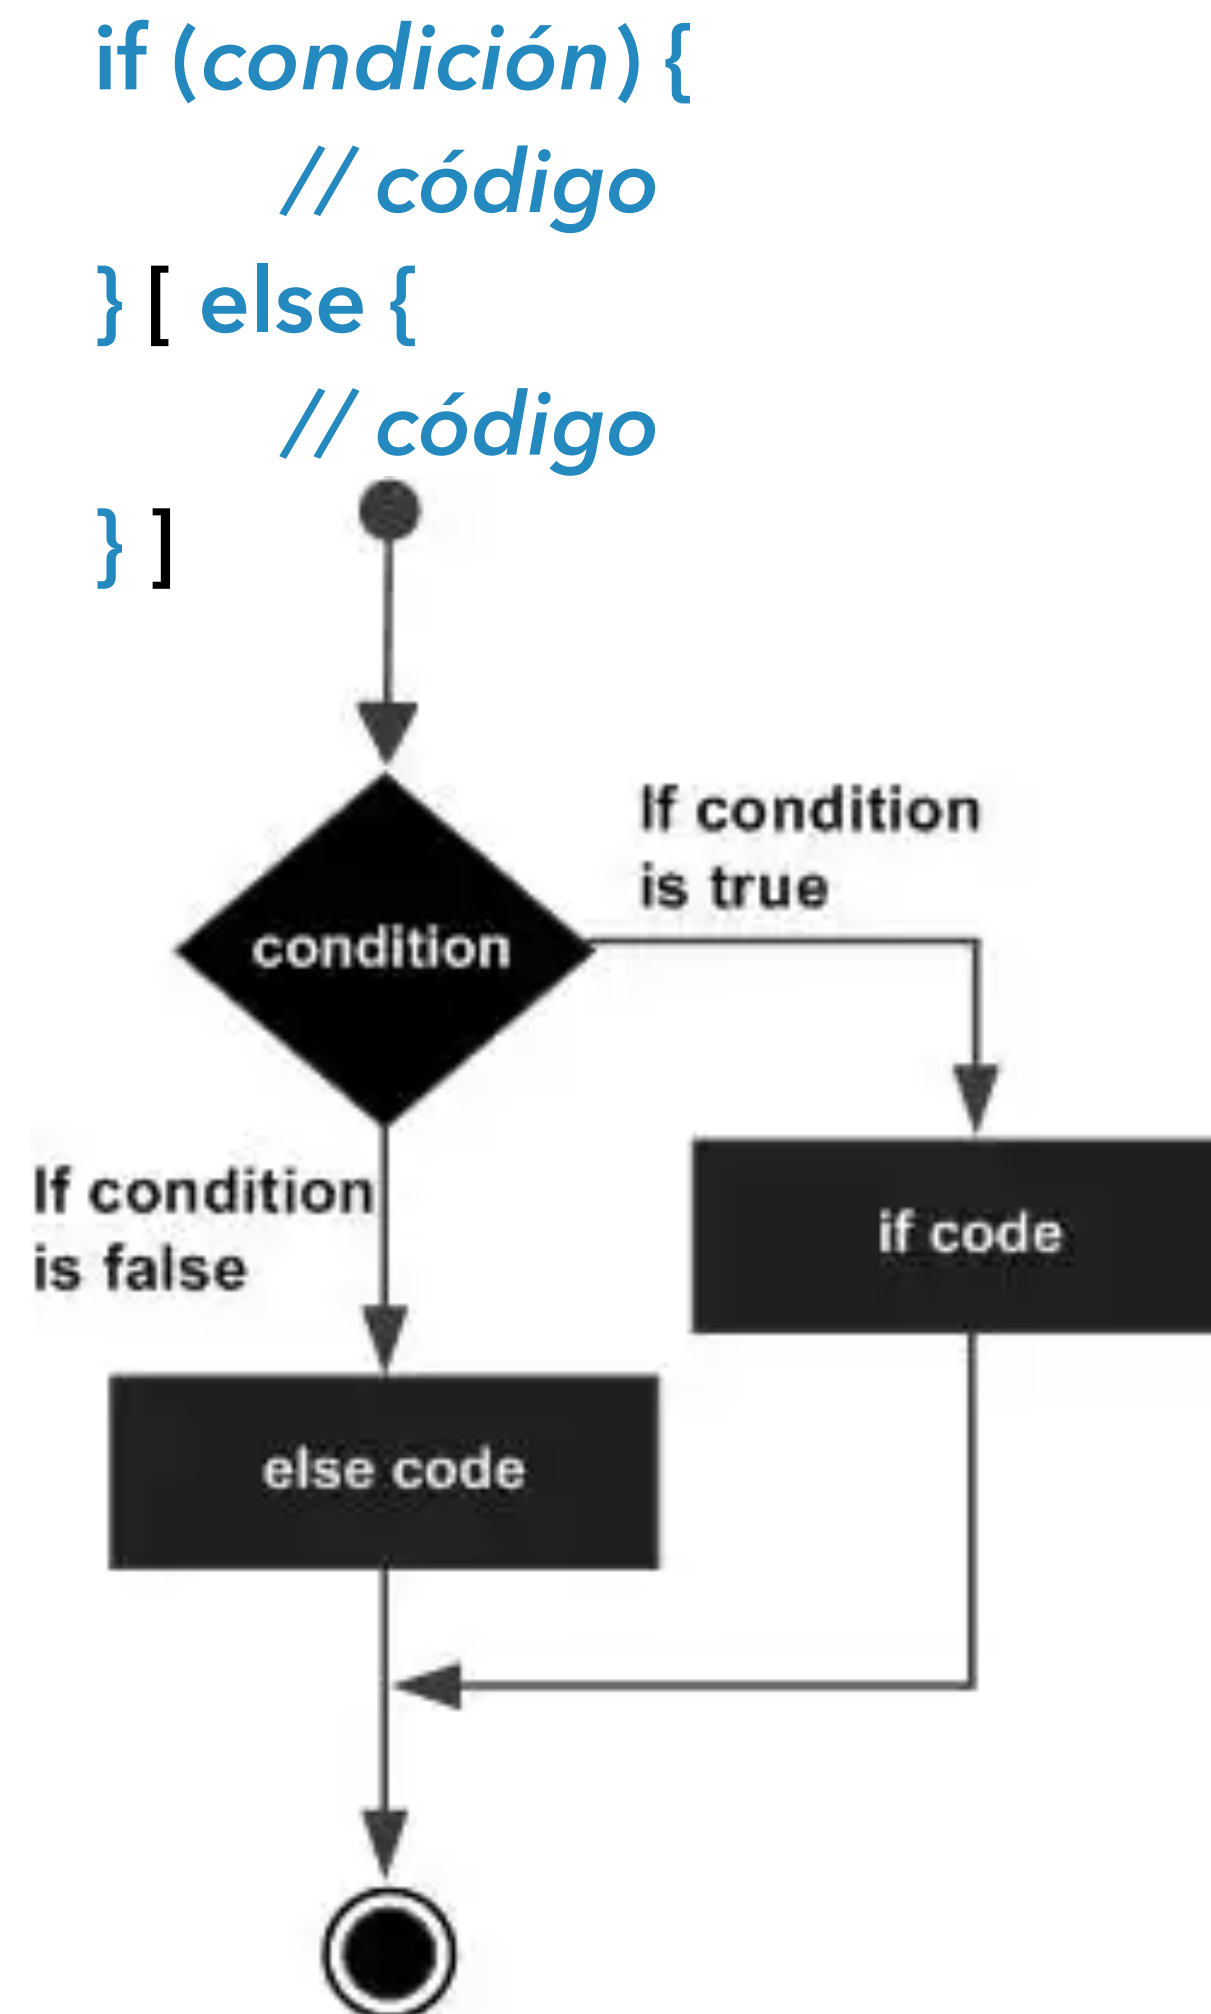 if (condición) {
// código
} [ else {
// código
} ]
If condition
is true
condition
If condition
is false
if code
else code